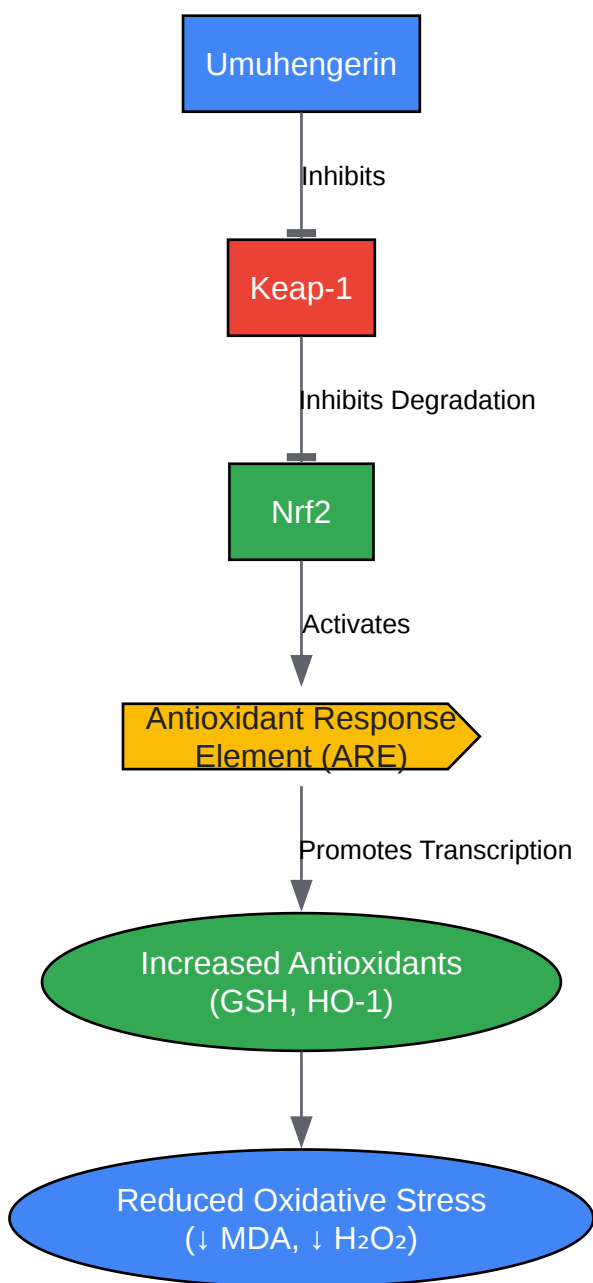 Umuhengerin
Inhibits
Keap-1
Inhibits Degradation
Nrf2
Activates
Antioxidant Response
Element (ARE)
Promotes Transcription
Increased Antioxidants
(GSH, HO-1)
Reduced Oxidative Stress
(↓ MDA, ↓ H₂O₂)